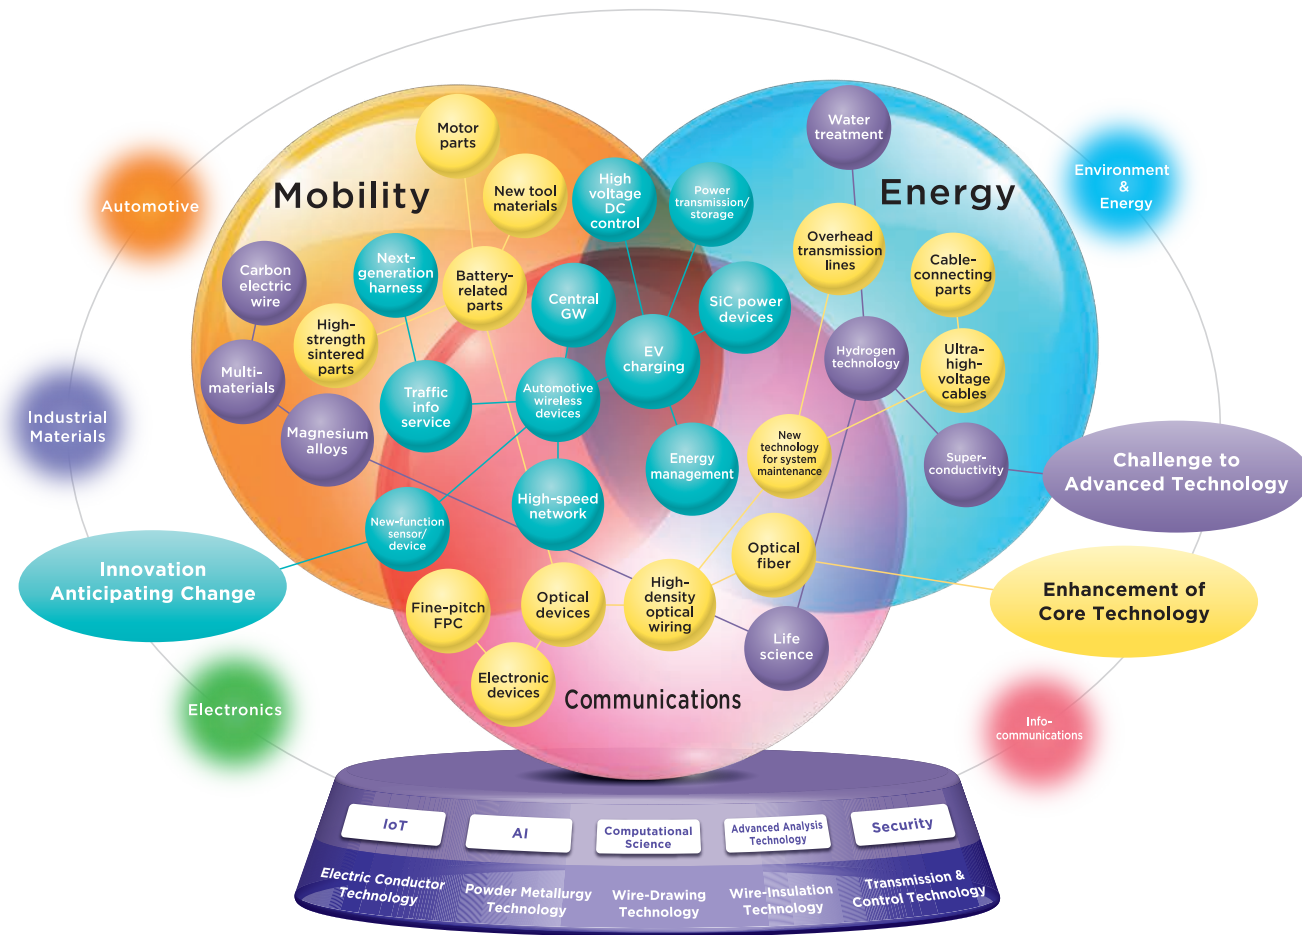 Mobility
Energy
Communications
Automotive
Industrial
Materials
Electronics
Environment
&
Energy
Info-
communications
Innovation
Anticipating Change
Challenge to
Advanced Technology
Enhancement of
Core Technology
Motor
parts
New tool
materials
High
voltage
DC
control
Power
transmission/
storage
Water
treatment
Carbon
electric
wire
Next-
generation
harness
Battery-
related
parts
Central
GW
SiC power
devices
Overhead
transmission
lines
Cable-
connecting
parts
High-
strength
sintered
parts
EV
charging
Hydrogen
technology
Ultra-
high-
voltage
cables
Multi-
materials
Traffic
info
service
Automotive
wireless
devices
Magnesium
alloys
Energy
management
New
technology
for system
maintenance
Super-
conductivity
New-function
sensor/
device
High-speed
network
Optical
fiber
Fine-pitch
FPC
Optical
devices
High-
density
optical
wiring
Life
science
Electronic
devices
IoT
AI
Computational
Science
Advanced Analysis
Technology
Security
Electric Conductor
Technology
Powder Metallurgy
Technology
Wire-Drawing
Technology
Wire-Insulation
Technology
Transmission &
Control Technology